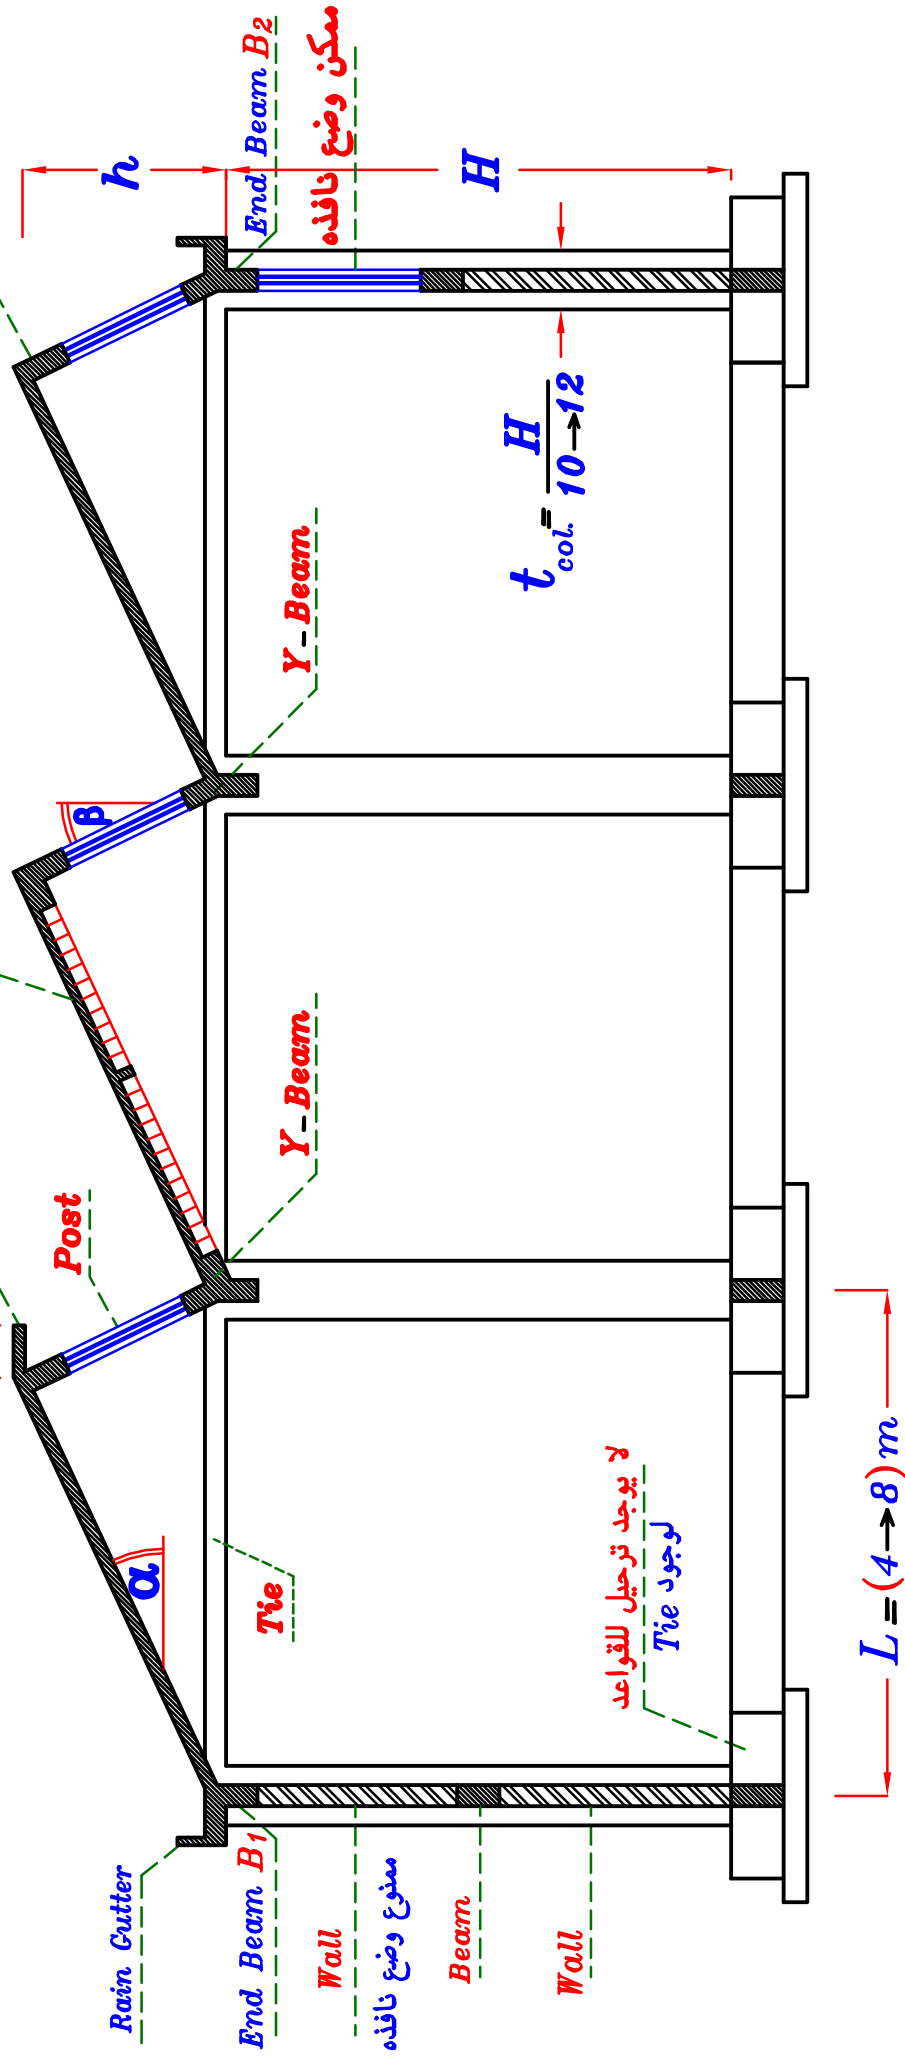 Rain Gutter
End Beam B1
Wall
ممنوع وضع نافذه
Beam
Wall
α
Post
β
h
End Beam B2
ممكن وضع نافذه
H
Tie
Y-Beam
Y-Beam
t col. = H / 10→12
لا يوجد ترحيل للقواعد
لوجود Tie
L = (4→8) m